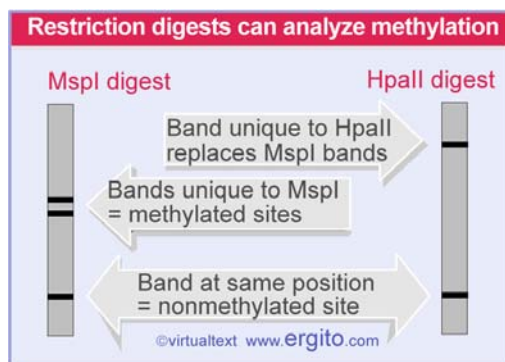 Restriction digests can analyze methylation
MspI digest
HpaII digest
Band unique to HpaII
replaces MspI bands
Bands unique to MspI
= methylated sites
Band at same position
= nonmethylated site
©virtualtext www.ergito.com